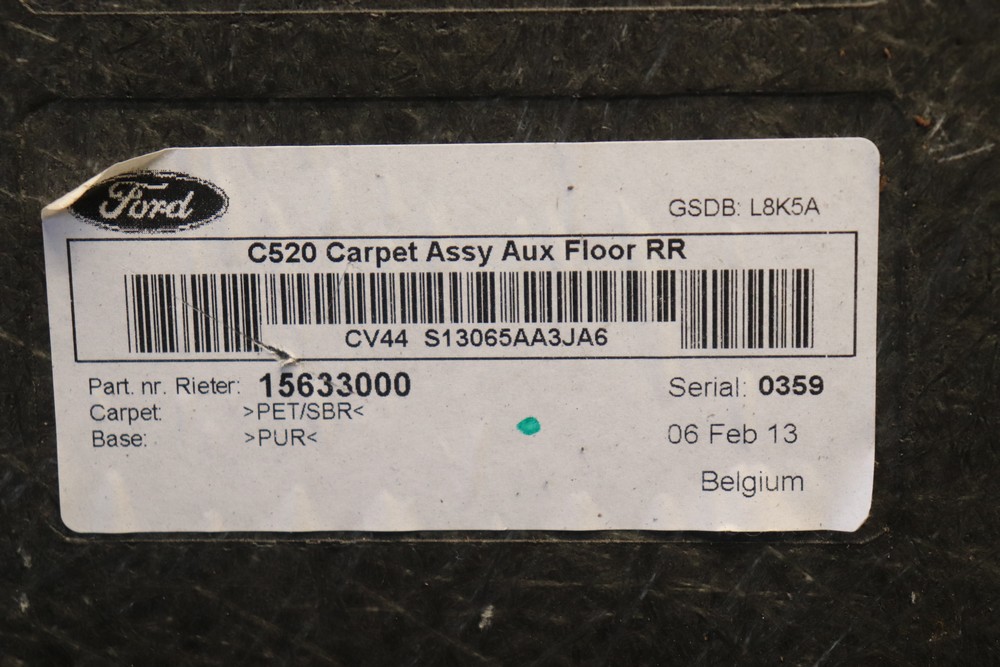 Ford
GSDB: L8K5A
C520 Carpet Assy Aux Floor RR
CV44 S13065AA3JA6
Part. nr. Rieter: 15633000
Serial: 0359
Carpet: >PET/SBR<
Base: >PUR<
06 Feb 13
Belgium